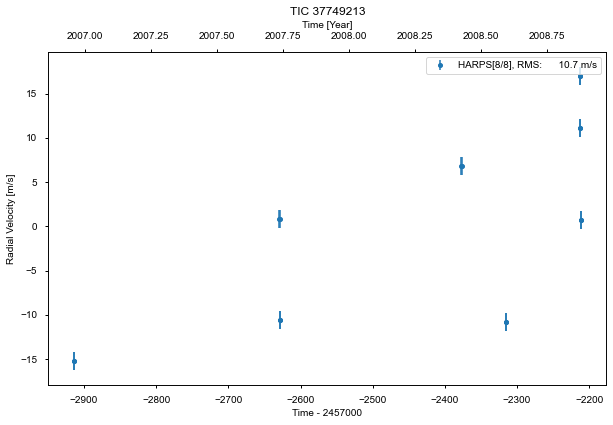 TIC 37749213
Time [Year]
2007.00 2007.25 2007.50 2007.75 2008.00 2008.25 2008.50 2008.75
HARPS[8/8], RMS: 10.7 m/s
15
10
5
0
−5
−10
−15
Radial Velocity [m/s]
−2900 −2800 −2700 −2600 −2500 −2400 −2300 −2200
Time - 2457000